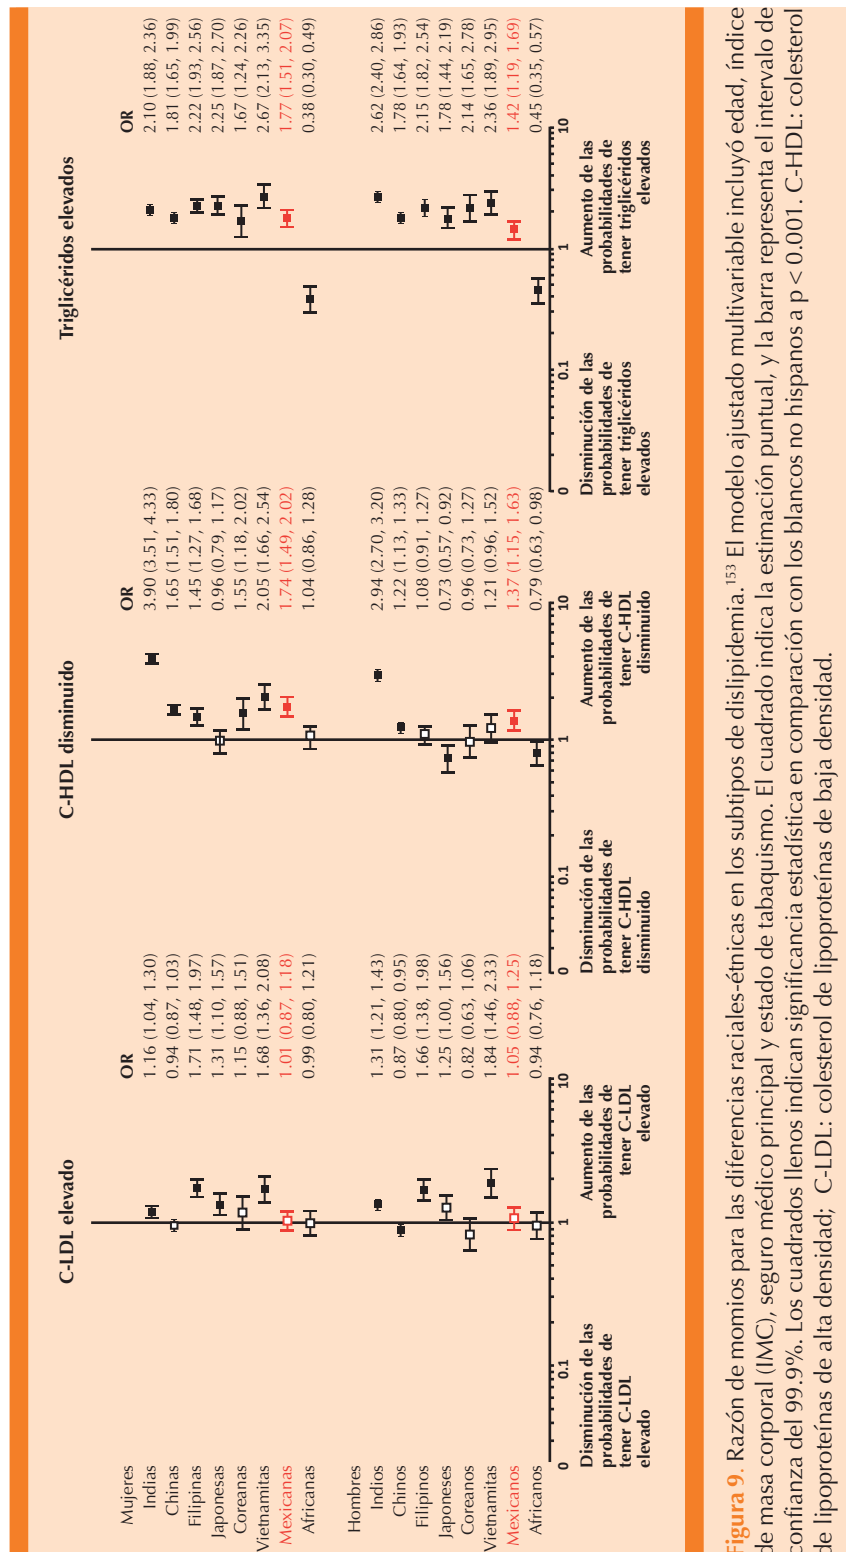 C-LDL elevado
C-HDL disminuido
Triglicéridos elevados
Mujeres OR OR OR
Indias 1.16 (1.04, 1.30) 3.90 (3.51, 4.33) 2.10 (1.88, 2.36)
Chinas 0.94 (0.87, 1.03) 1.65 (1.51, 1.80) 1.81 (1.65, 1.99)
Filipinas 1.71 (1.48, 1.97) 1.45 (1.27, 1.68) 2.22 (1.93, 2.56)
Japonesas 1.31 (1.10, 1.57) 0.96 (0.79, 1.17) 2.25 (1.87, 2.70)
Coreanas 1.15 (0.88, 1.51) 1.55 (1.18, 2.02) 1.67 (1.24, 2.26)
Vietnamitas 1.68 (1.36, 2.08) 2.05 (1.66, 2.54) 2.67 (2.13, 3.35)
Mexicanas 1.01 (0.87, 1.18) 1.74 (1.49, 2.02) 1.77 (1.51, 2.07)
Africanas 0.99 (0.80, 1.21) 1.04 (0.86, 1.28) 0.38 (0.30, 0.49)
Hombres
Indios 1.31 (1.21, 1.43) 2.94 (2.70, 3.20) 2.62 (2.40, 2.86)
Chinos 0.87 (0.80, 0.95) 1.22 (1.13, 1.33) 1.78 (1.64, 1.93)
Filipinos 1.66 (1.38, 1.98) 1.08 (0.91, 1.27) 2.15 (1.82, 2.54)
Japoneses 1.25 (1.00, 1.56) 0.73 (0.57, 0.92) 1.78 (1.44, 2.19)
Coreanos 0.82 (0.63, 1.06) 0.96 (0.73, 1.27) 2.14 (1.65, 2.78)
Vietnamitas 1.84 (1.46, 2.33) 1.21 (0.96, 1.52) 2.36 (1.89, 2.95)
Mexicanos 1.05 (0.88, 1.25) 1.37 (1.15, 1.63) 1.42 (1.19, 1.69)
Africanos 0.94 (0.76, 1.18) 0.79 (0.63, 0.98) 0.45 (0.35, 0.57)
0 0.1 1 10
0 0.1 1 10
0 0.1 1 10
Disminución de las
probabilidades de
tener C-LDL
elevado
Aumento de las
probabilidades de
tener C-LDL
elevado
Disminución de las
probabilidades de
tener C-HDL
disminuido
Aumento de las
probabilidades de
tener C-HDL
disminuido
Disminución de las
probabilidades de
tener triglicéridos
elevados
Aumento de las
probabilidades de
tener triglicéridos
elevados
Figura 9. Razón de momios para las diferencias raciales-étnicas en los subtipos de dislipidemia.153 El modelo ajustado multivariable incluyó edad, índice
de masa corporal (IMC), seguro médico principal y estado de tabaquismo. El cuadrado indica la estimación puntual, y la barra representa el intervalo de
confianza del 99.9%. Los cuadrados llenos indican significancia estadística en comparación con los blancos no hispanos a p < 0.001. C-HDL: colesterol
de lipoproteínas de alta densidad; C-LDL: colesterol de lipoproteínas de baja densidad.